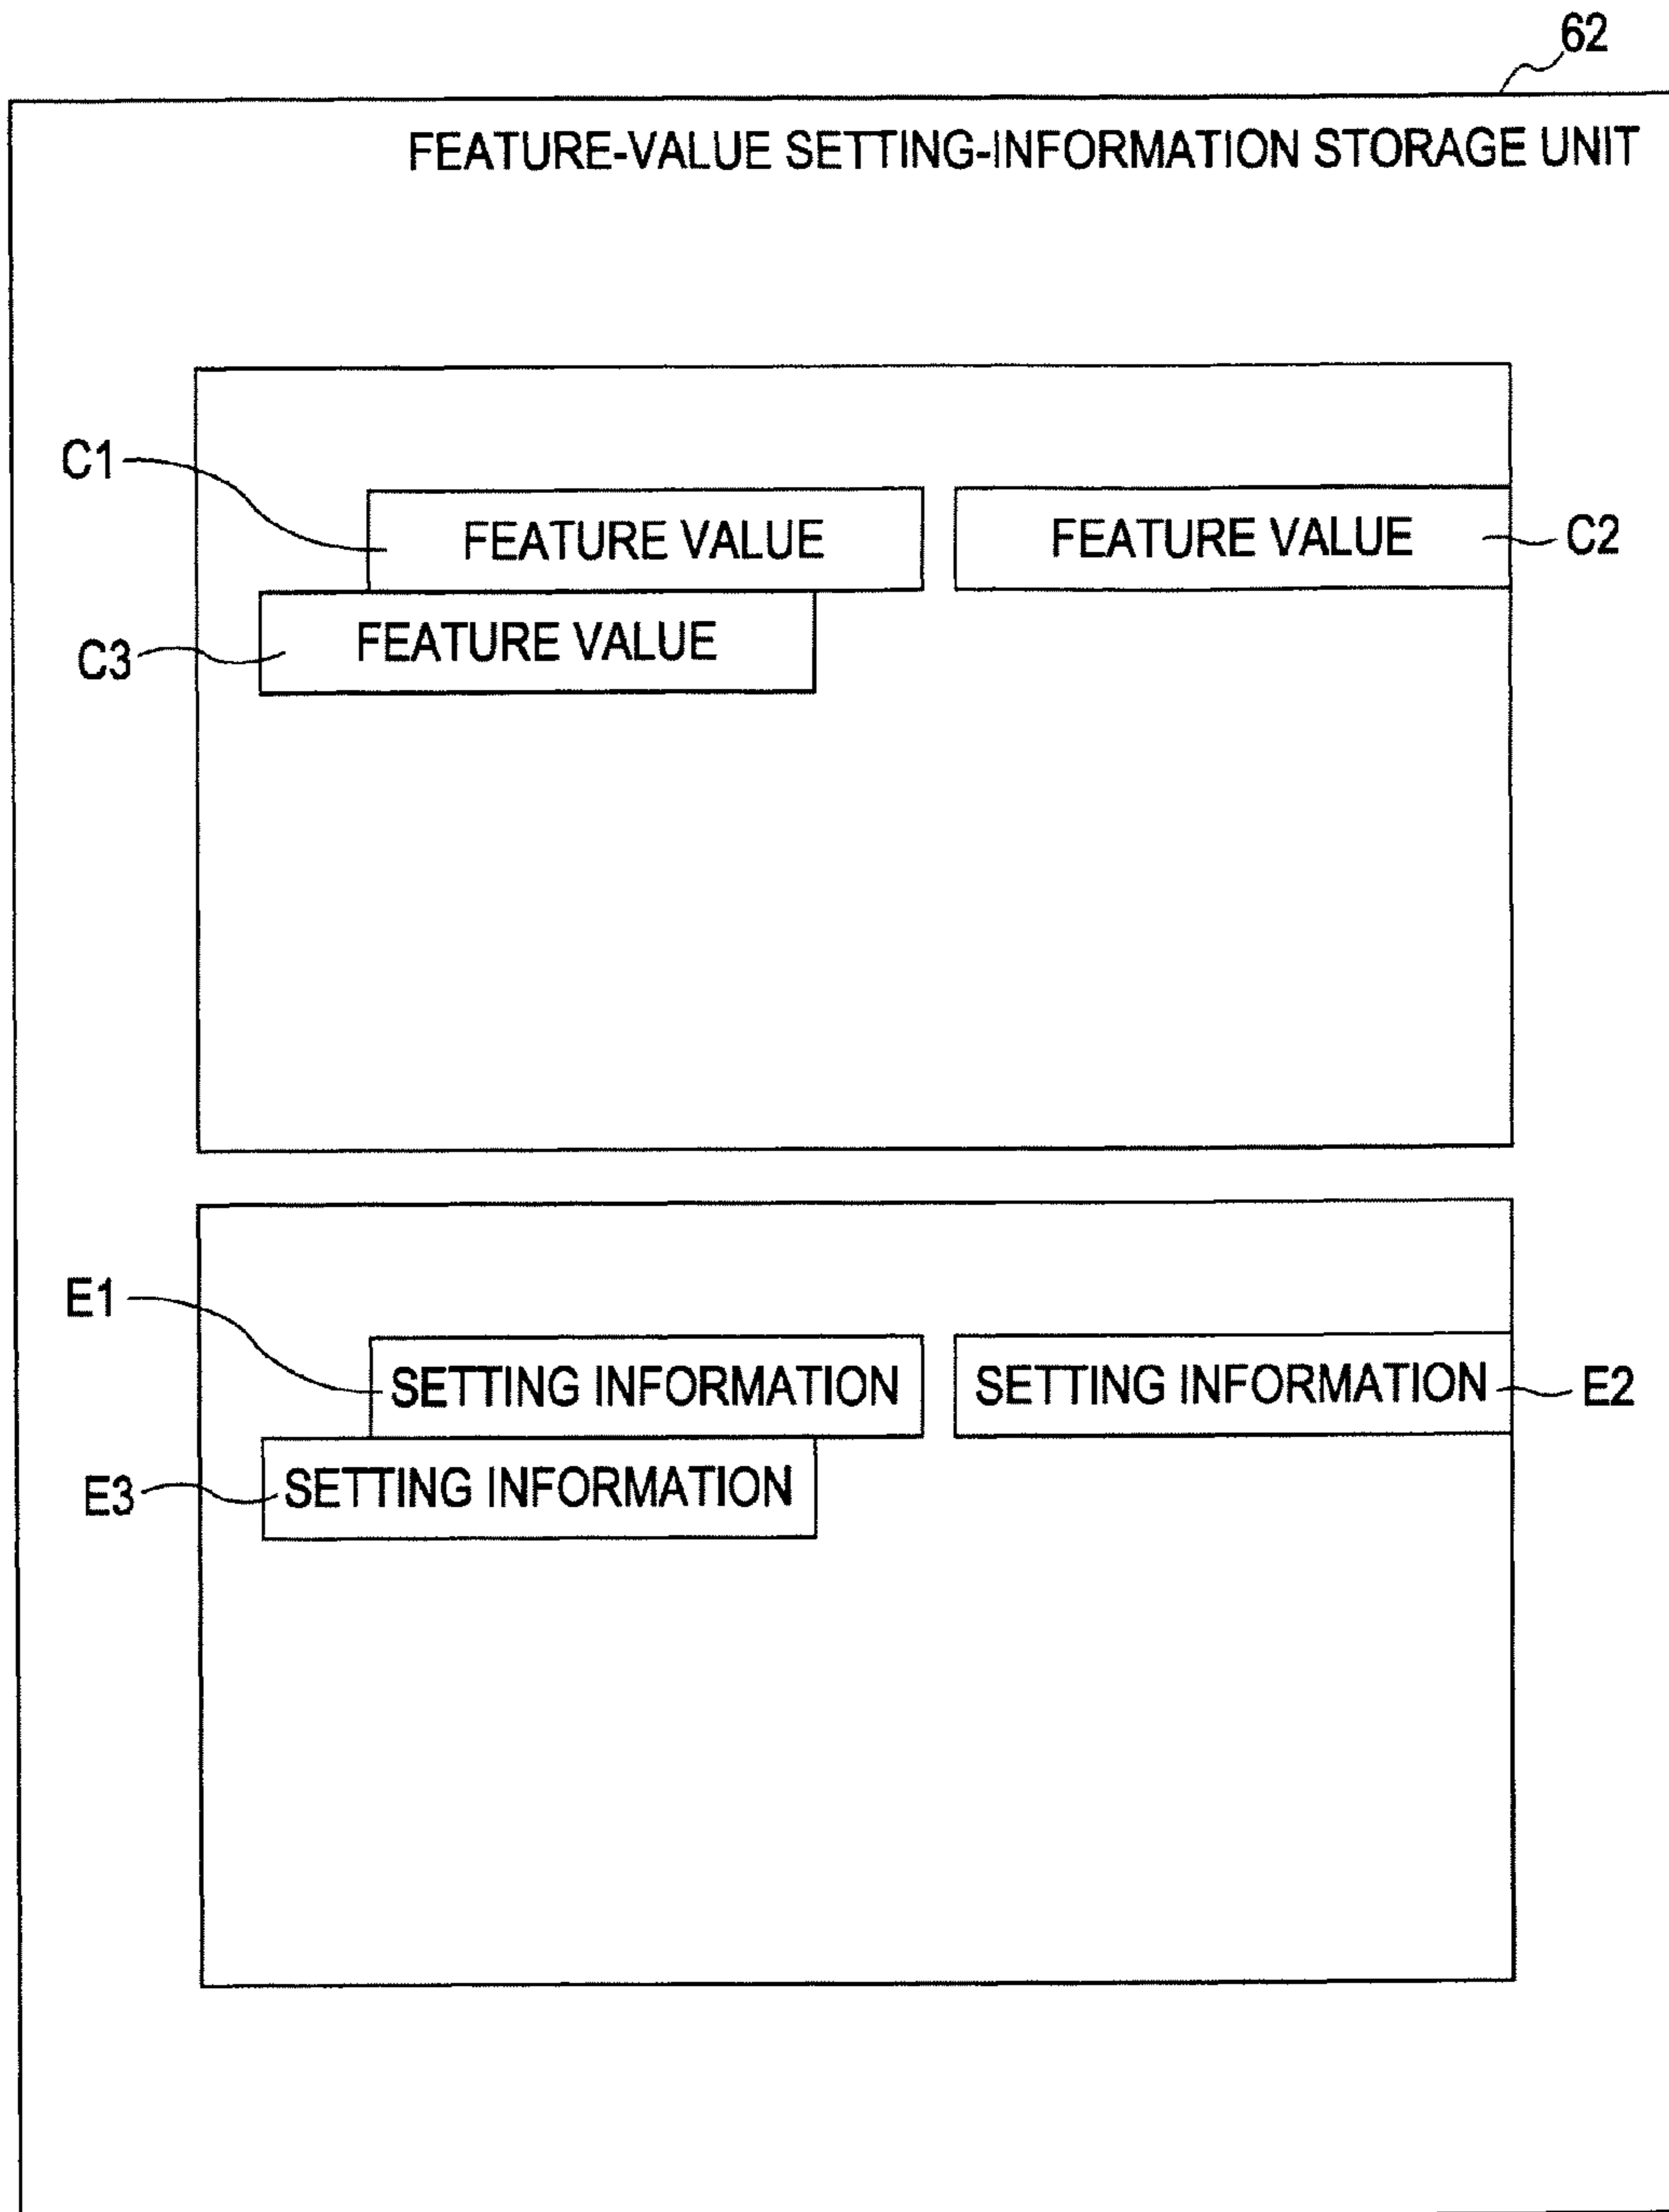 62
FEATURE-VALUE SETTING-INFORMATION STORAGE UNIT
C1
FEATURE VALUE
FEATURE VALUE
C2
C3
FEATURE VALUE
E1
SETTING INFORMATION
SETTING INFORMATION
E2
E3
SETTING INFORMATION